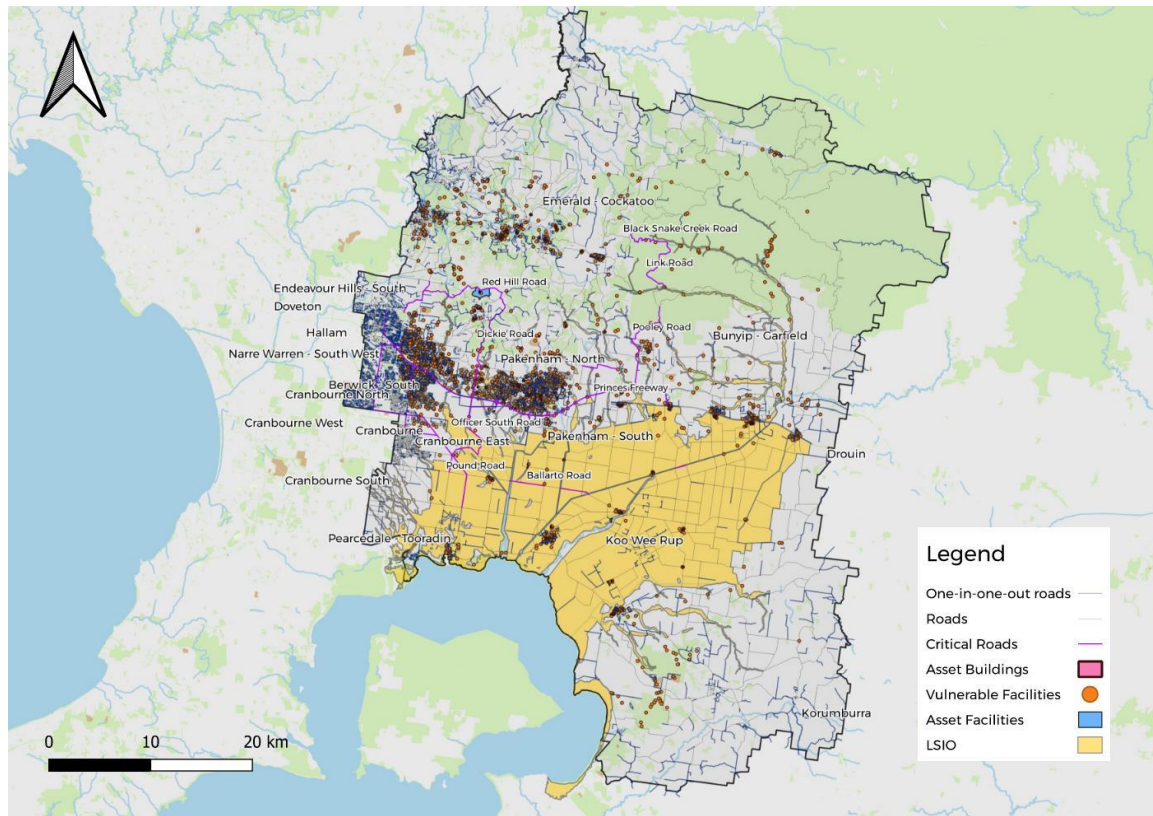 Emerald - Cockatoo
Black Snake Creek Road
Link Road
Endeavour Hills - South
Red Hill Road
Doveton
Hallam
Dickie Road
Pooley Road
Bunyip - Garfield
Narre Warren - South West
Pakenham - North
Berwick - South
Princes Freeway
Cranbourne North
Cranbourne West
Officer South Road
Cranbourne
Cranbourne East
Pakenham - South
Drouin
Pound Road
Ballarto Road
Cranbourne South
Pearcedale - Tooradin
Koo Wee Rup
Korumburra
Legend
One-in-one-out roads
Roads
Critical Roads
Asset Buildings
Vulnerable Facilities
Asset Facilities
LSIO
0 10 20 km